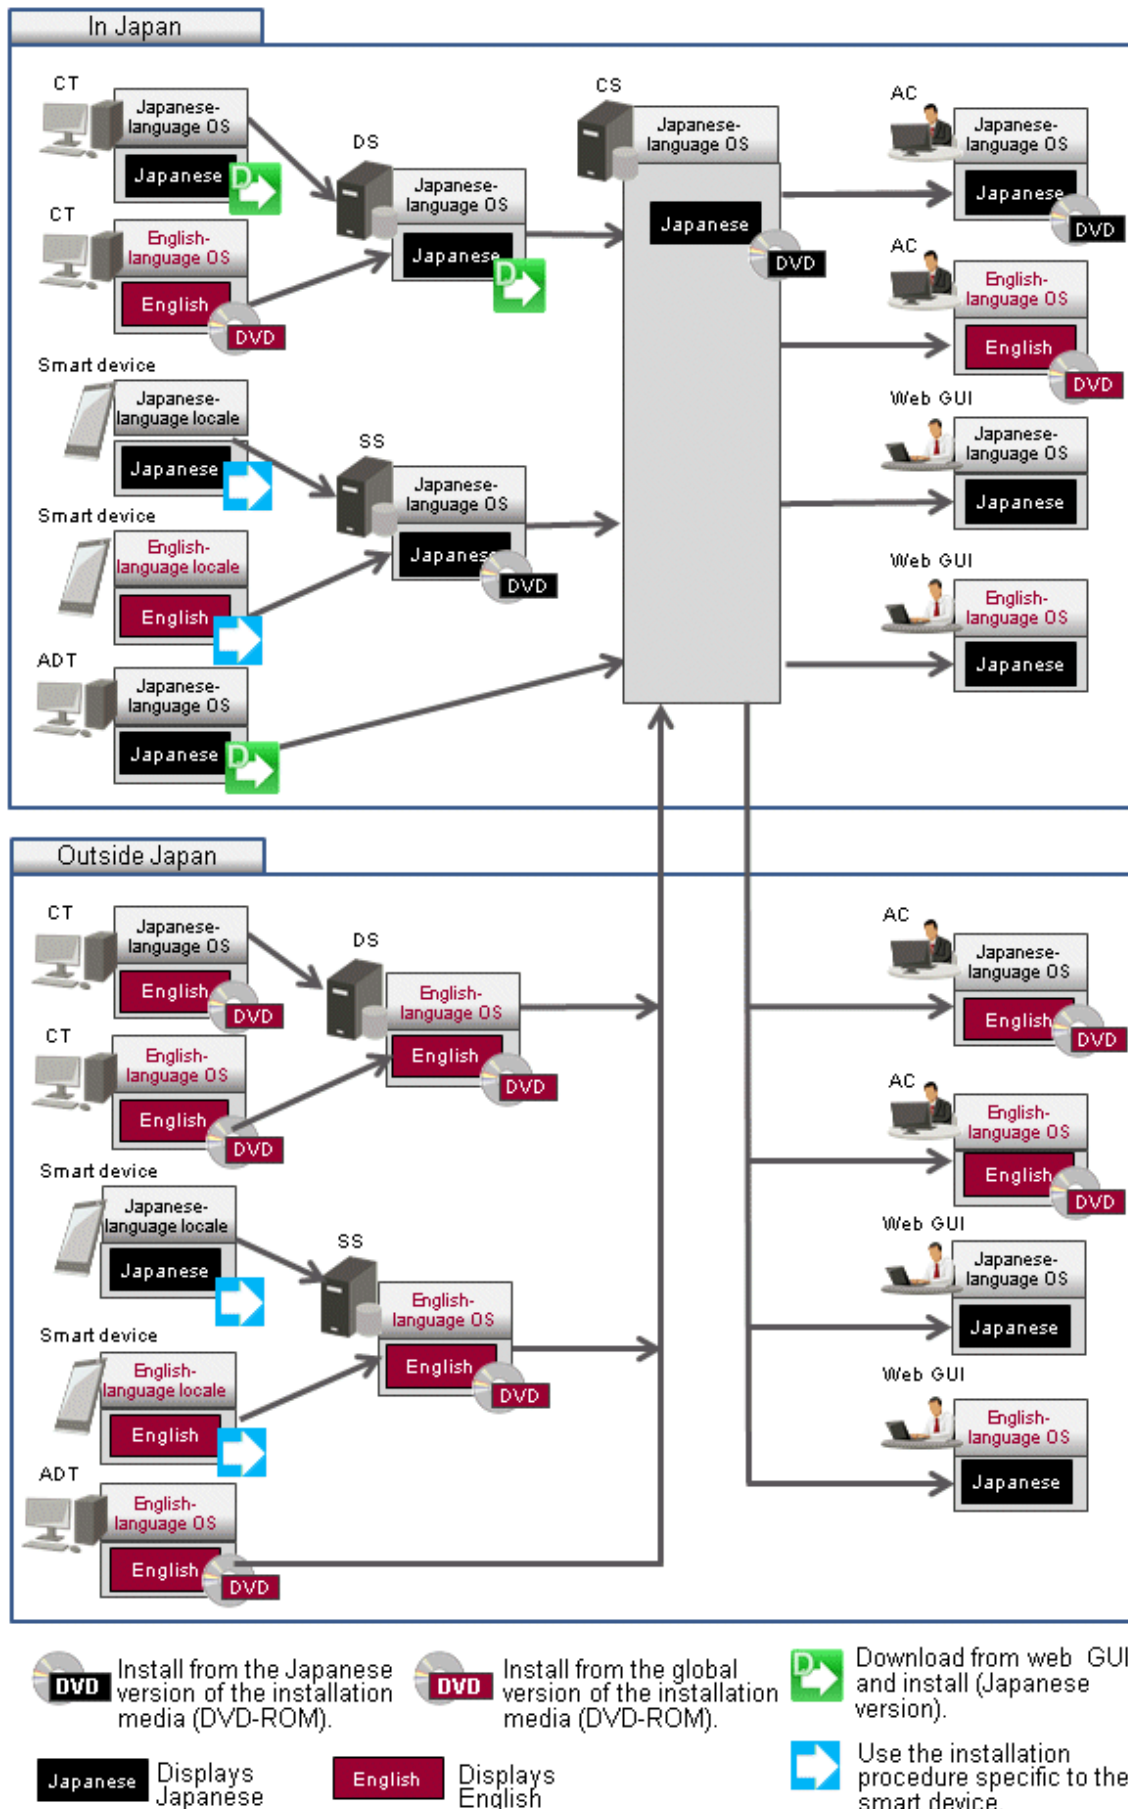 In Japan
CT
Japanese-
language OS
Japanese
D
CT
English-
language OS
English
DVD
DS
Japanese-
language OS
Japanese
D
Smart device
Japanese-
language locale
Japanese
Smart device
English-
language locale
English
SS
Japanese-
language OS
Japanese
DVD
ADT
Japanese-
language OS
Japanese
D
CS
Japanese-
language OS
Japanese
DVD
AC
Japanese-
language OS
Japanese
DVD
AC
English-
language OS
English
DVD
Web GUI
Japanese-
language OS
Japanese
Web GUI
English-
language OS
Japanese
Outside Japan
CT
Japanese-
language OS
English
DVD
CT
English-
language OS
English
DVD
DS
English-
language OS
English
DVD
Smart device
Japanese-
language locale
Japanese
Smart device
English-
language locale
English
SS
English-
language OS
English
DVD
ADT
English-
language OS
English
DVD
AC
Japanese-
language OS
English
DVD
AC
English-
language OS
English
DVD
Web GUI
Japanese-
language OS
Japanese
Web GUI
English-
language OS
Japanese
DVD
Install from the Japanese
version of the installation
media (DVD-ROM).
DVD
Install from the global
version of the installation
media (DVD-ROM).
D
Download from web GUI
and install (Japanese
version).
Japanese
Displays
Japanese
English
Displays
English
Use the installation
procedure specific to the
smart device